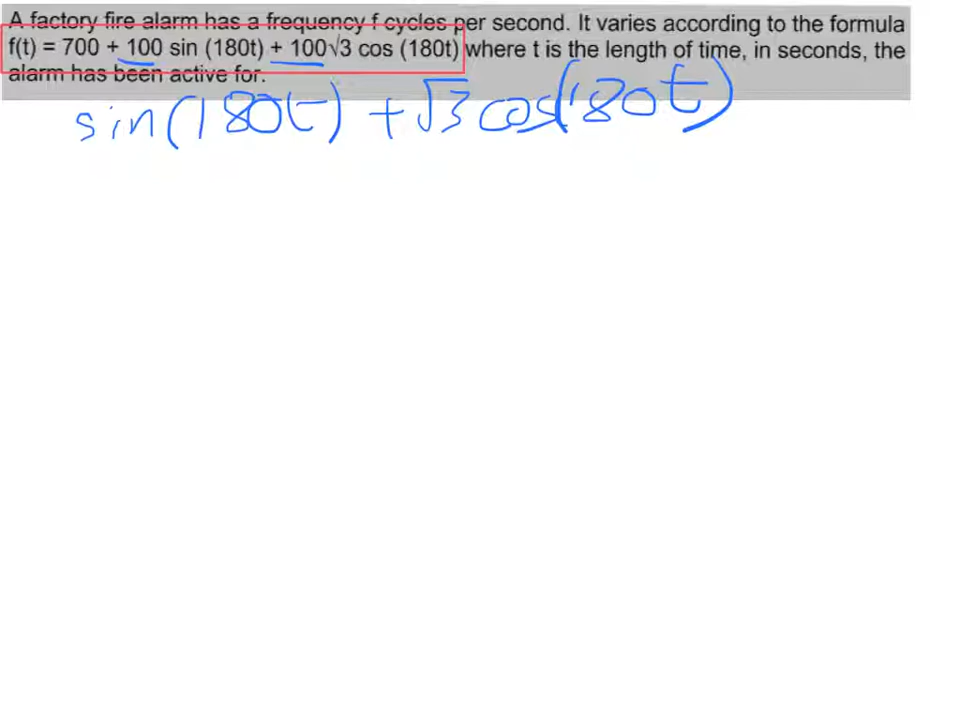 A factory fire alarm has a frequency f cycles per second. It varies according to the formula
f(t) = 700 + 100 sin (180t) + 100√3 cos (180t) where t is the length of time, in seconds, the
alarm has been active for.
sin(180t) + √3 cos(180t)